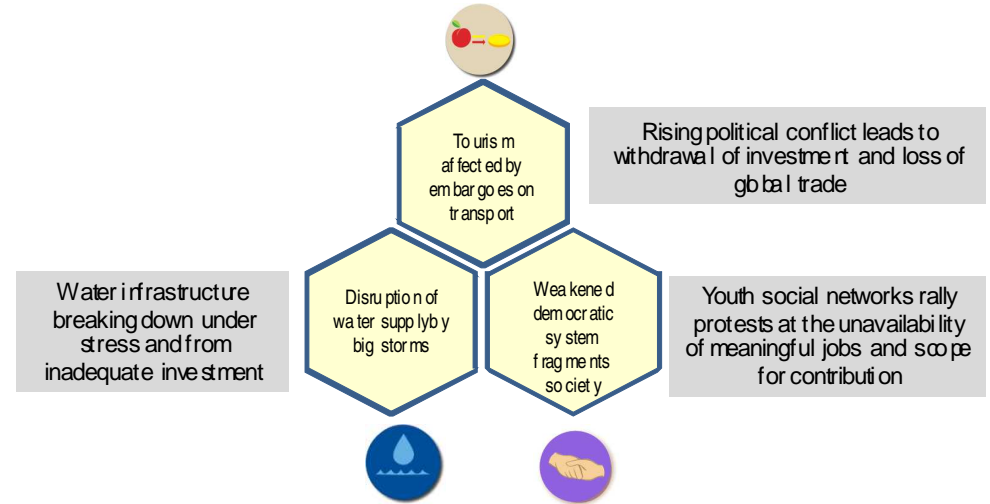 Tourism
affected by
embargoes on
transport
Rising political conflict leads to
withdrawal of investment and loss of
global trade
Water infrastructure
breaking down under
stress and from
inadequate investment
Disruption of
water supply by
big storms
Weakened
democratic
system
fragments
society
Youth social networks rally
protests at the unavailability
of meaningful jobs and scope
for contribution